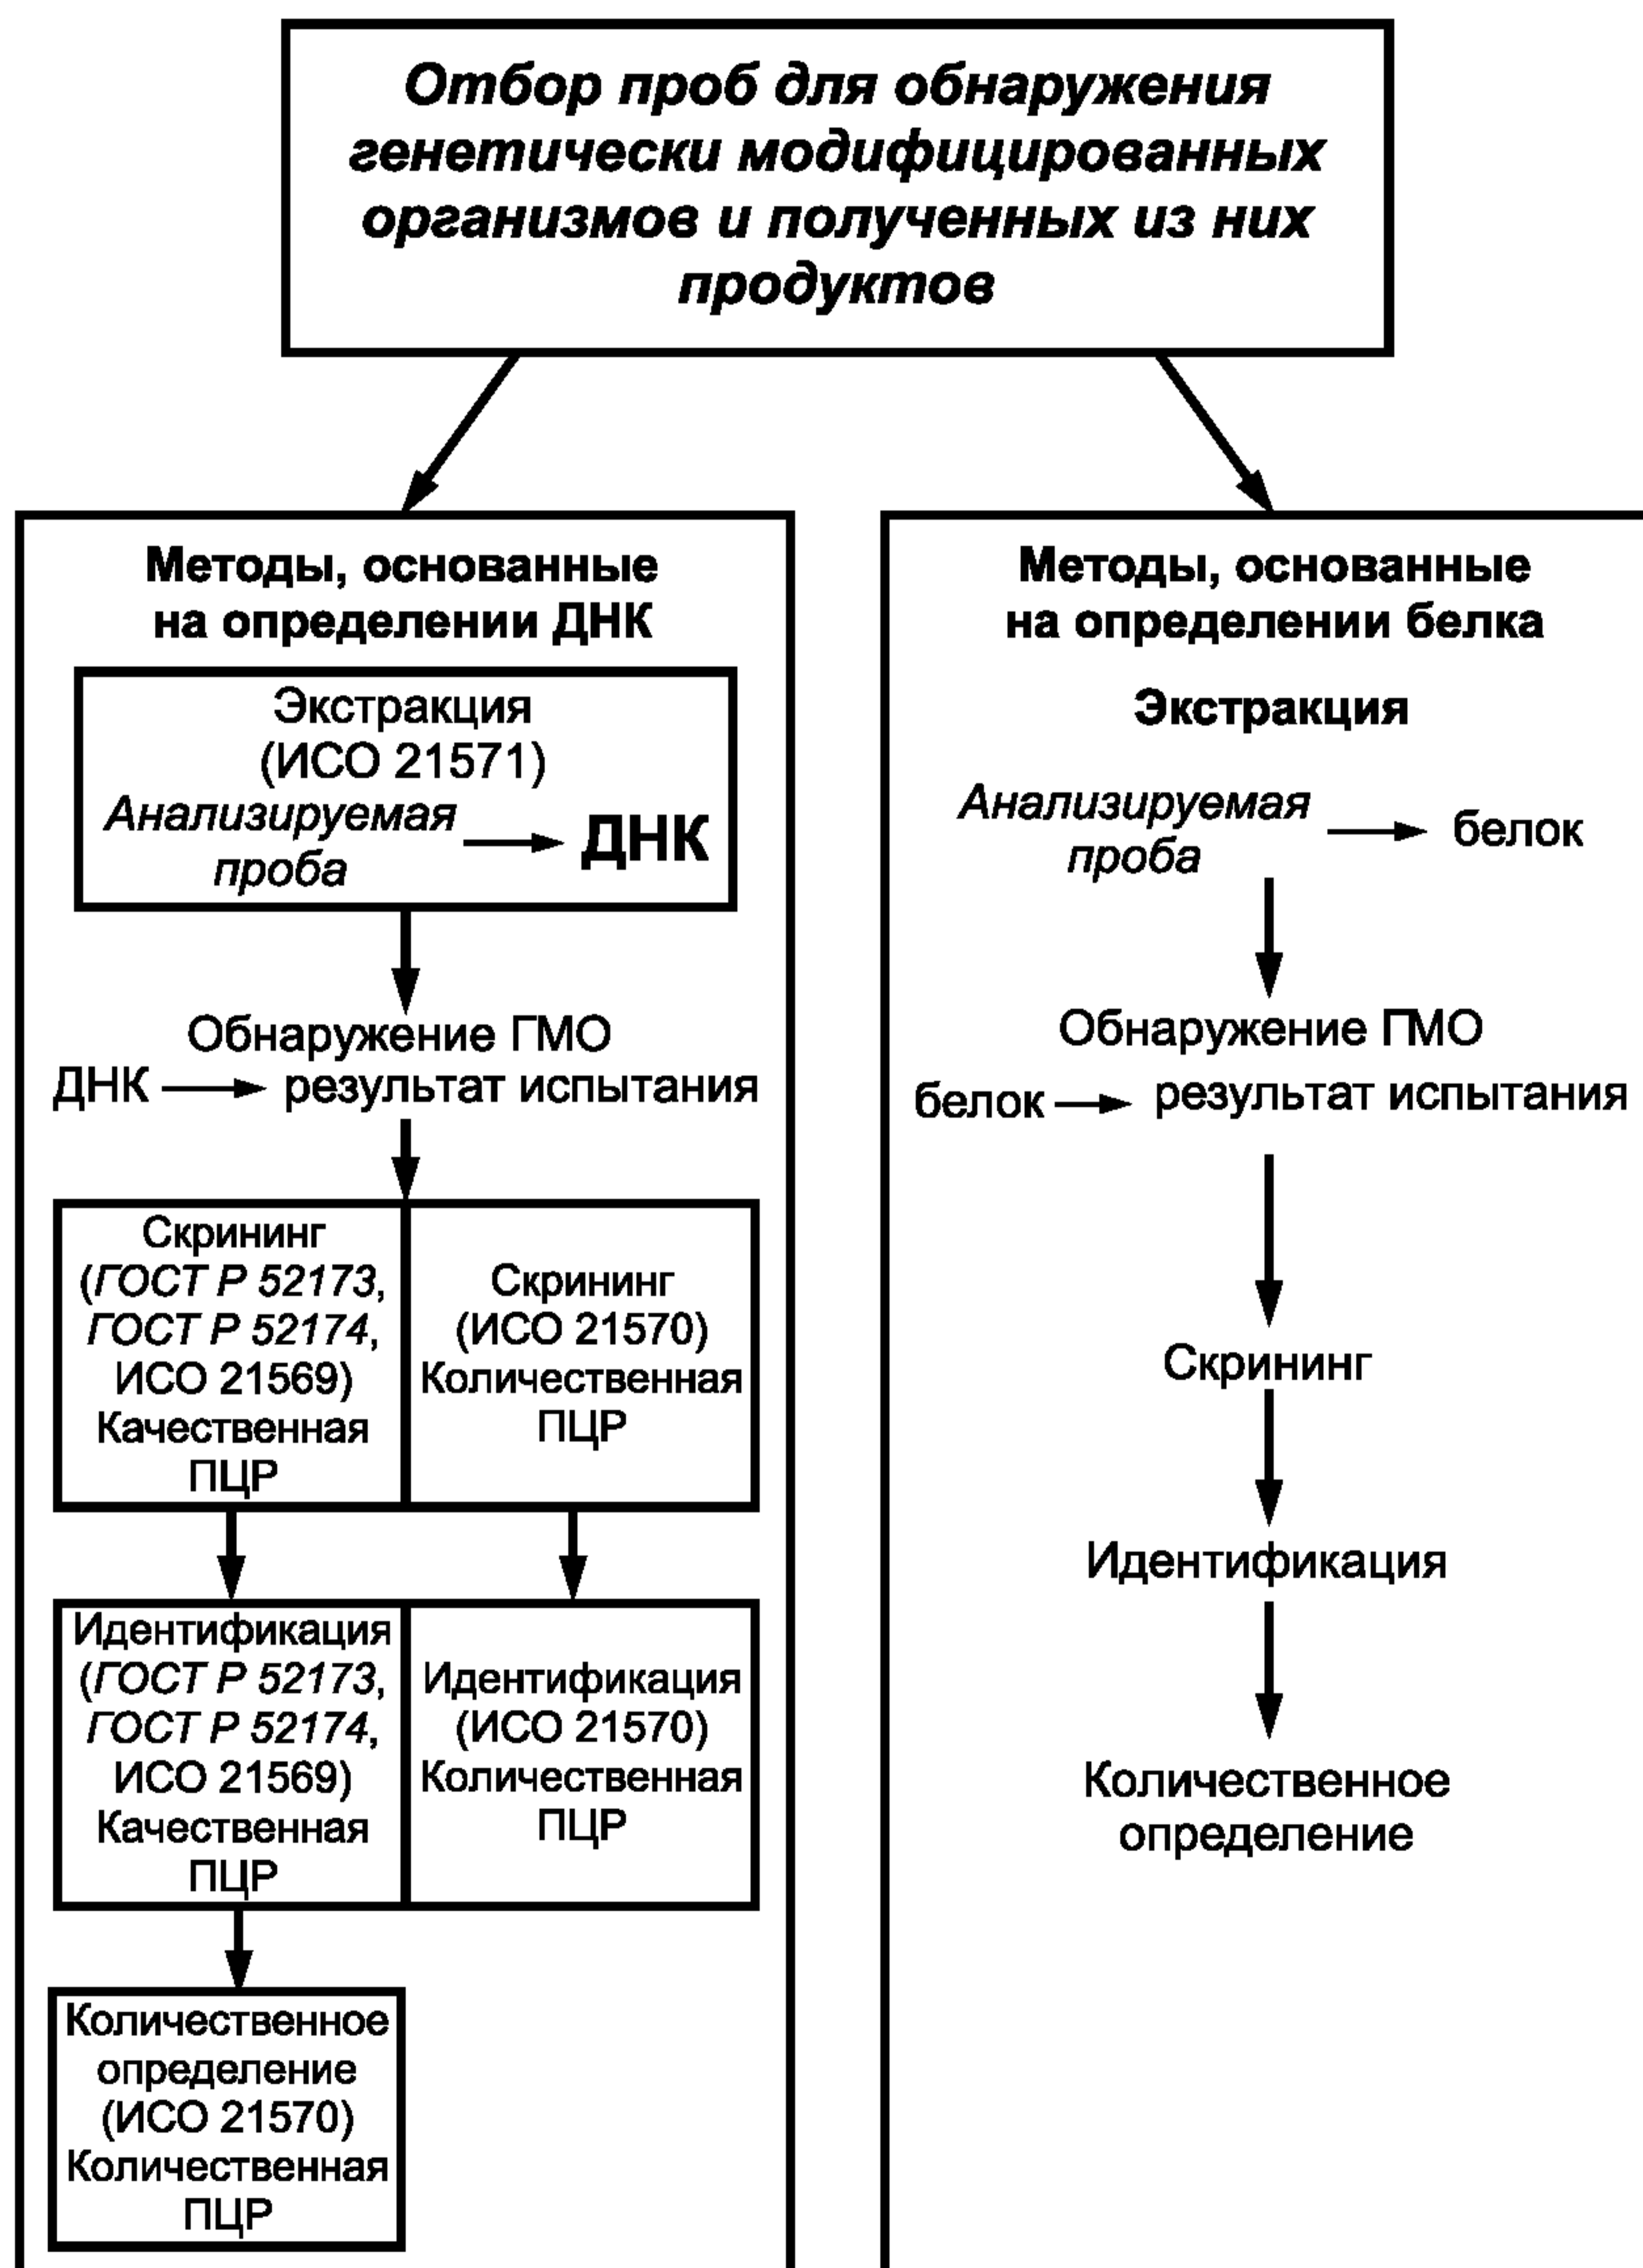 Отбор проб для обнаружения
генетически модифицированных
организмов и полученных из них
продуктов
Методы, основанные
на определении ДНК
Экстракция
(ИСО 21571)
Анализируемая
проба
ДНК
Обнаружение ГМО
ДНК
результат испытания
Скрининг
(ГОСТ Р 52173,
ГОСТ Р 52174,
ИСО 21569)
Качественная
ПЦР
Скрининг
(ИСО 21570)
Количественная
ПЦР
Идентификация
(ГОСТ Р 52173,
ГОСТ Р 52174,
ИСО 21569)
Качественная
ПЦР
Идентификация
(ИСО 21570)
Количественная
ПЦР
Количественное
определение
(ИСО 21570)
Количественная
ПЦР
Методы, основанные
на определении белка
Экстракция
Анализируемая
проба
белок
Обнаружение ГМО
белок
результат испытания
Скрининг
Идентификация
Количественное
определение